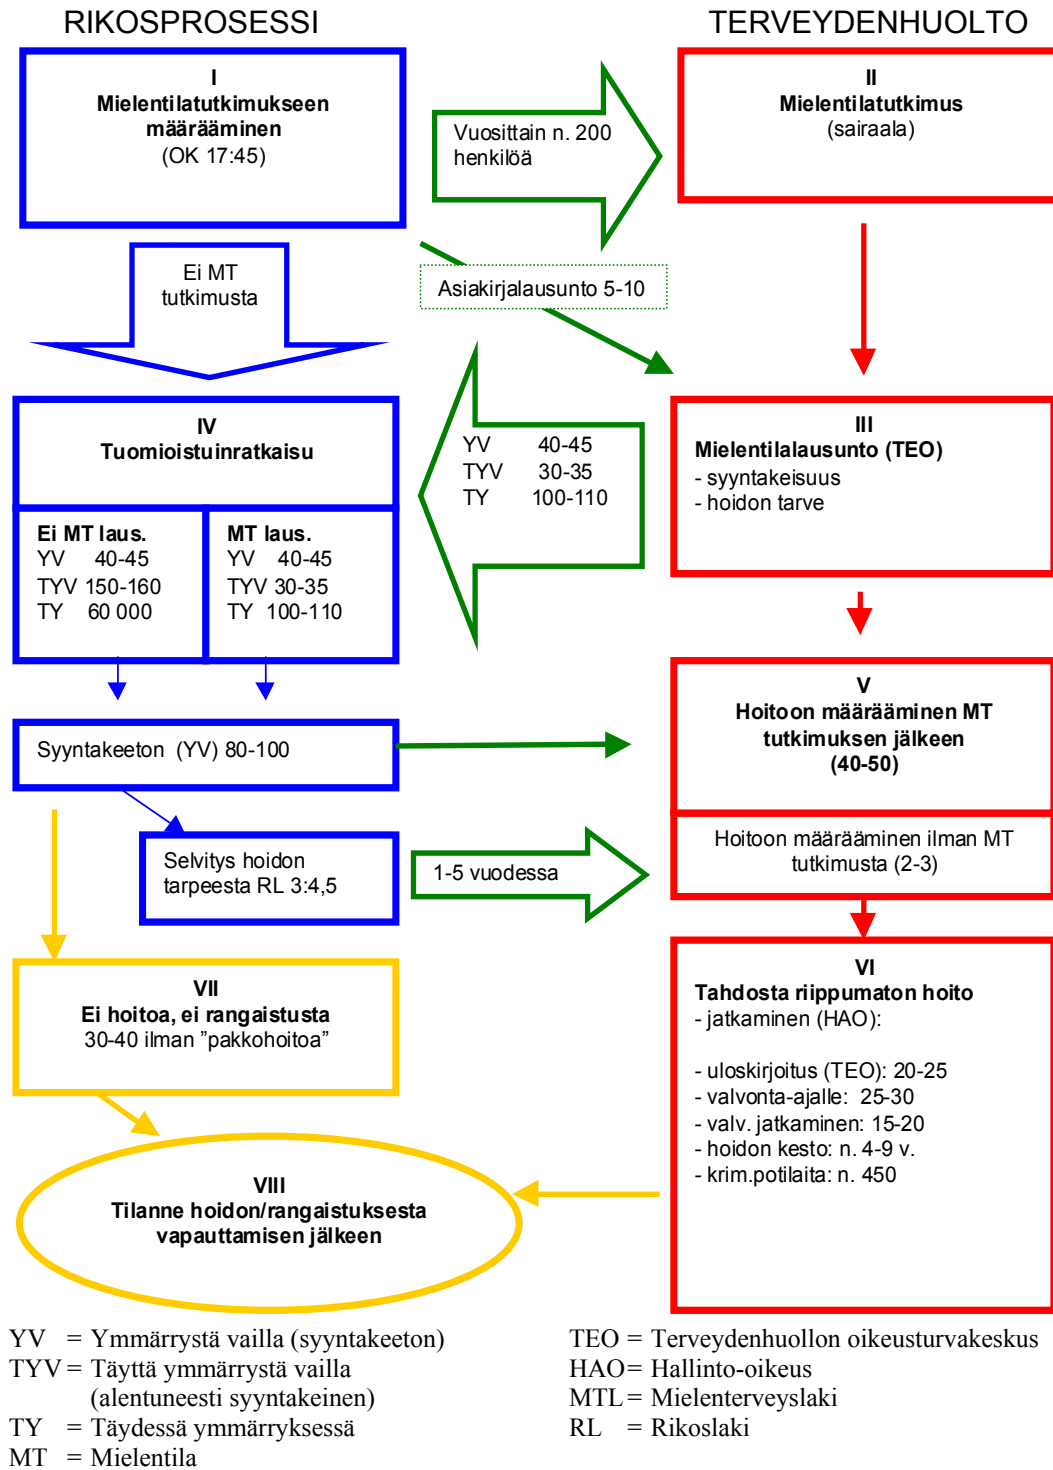 RIKOSPROSESSI
TERVEYDENHUOLTO
I
Mielentilatutkimukseen
määrääminen
(OK 17:45)
Vuosittain n. 200
henkilöä
II
Mielentilatutkimus
(sairaala)
Ei MT
tutkimusta
Asiakirjalausunto 5-10
IV
Tuomioistuinratkaisu
Ei MT laus.
YV 40-45
TYV 150-160
TY 60 000
MT laus.
YV 40-45
TYV 30-35
TY 100-110
YV 40-45
TYV 30-35
TY 100-110
III
Mielentilalausunto (TEO)
- syyntakeisuus
- hoidon tarve
Syyntakeeton (YV) 80-100
V
Hoitoon määrääminen MT
tutkimuksen jälkeen
(40-50)
Hoitoon määrääminen ilman MT
tutkimusta (2-3)
Selvitys hoidon
tarpeesta RL 3:4,5
1-5 vuodessa
VII
Ei hoitoa, ei rangaistusta
30-40 ilman ”pakkohoitoa”
VI
Tahdosta riippumaton hoito
- jatkaminen (HAO):
- uloskirjoitus (TEO): 20-25
- valvonta-ajalle: 25-30
- valv. jatkaminen: 15-20
- hoidon kesto: n. 4-9 v.
- krim.potilaita: n. 450
VIII
Tilanne hoidon/rangaistuksesta
vapauttamisen jälkeen
YV = Ymmärrystä vailla (syyntakeeton)
TYV = Täyttä ymmärrystä vailla
(alentuneesti syyntakeinen)
TY = Täydessä ymmärryksessä
MT = Mielentila
TEO = Terveydenhuollon oikeusturvakeskus
HAO = Hallinto-oikeus
MTL = Mielenterveyslaki
RL = Rikoslaki